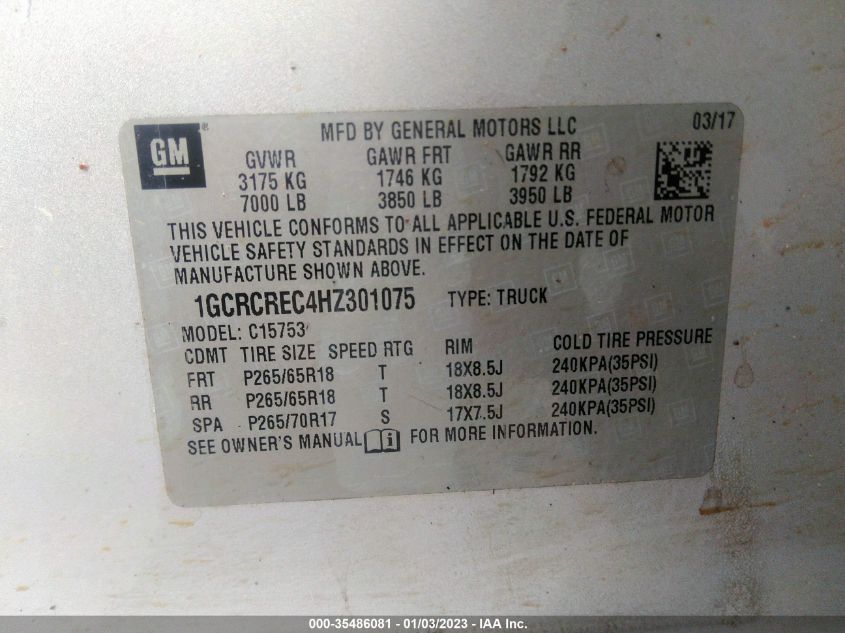 GM ® MFD BY GENERAL MOTORS LLC 03/17
GVWR GAWR FRT GAWR RR
3175 KG 1746 KG 1792 KG
7000 LB 3850 LB 3950 LB
THIS VEHICLE CONFORMS TO ALL APPLICABLE U.S. FEDERAL MOTOR
VEHICLE SAFETY STANDARDS IN EFFECT ON THE DATE OF
MANUFACTURE SHOWN ABOVE.
1GCRCREC4HZ301075 TYPE: TRUCK
MODEL: C15753
CDMT TIRE SIZE SPEED RTG RIM COLD TIRE PRESSURE
FRT P265/65R18 T 18X8.5J 240KPA(35PSI)
RR P265/65R18 T 18X8.5J 240KPA(35PSI)
SPA P265/70R17 S 17X7.5J 240KPA(35PSI)
SEE OWNER'S MANUAL FOR MORE INFORMATION.
000-35486081 - 01/03/2023 - IAA Inc.